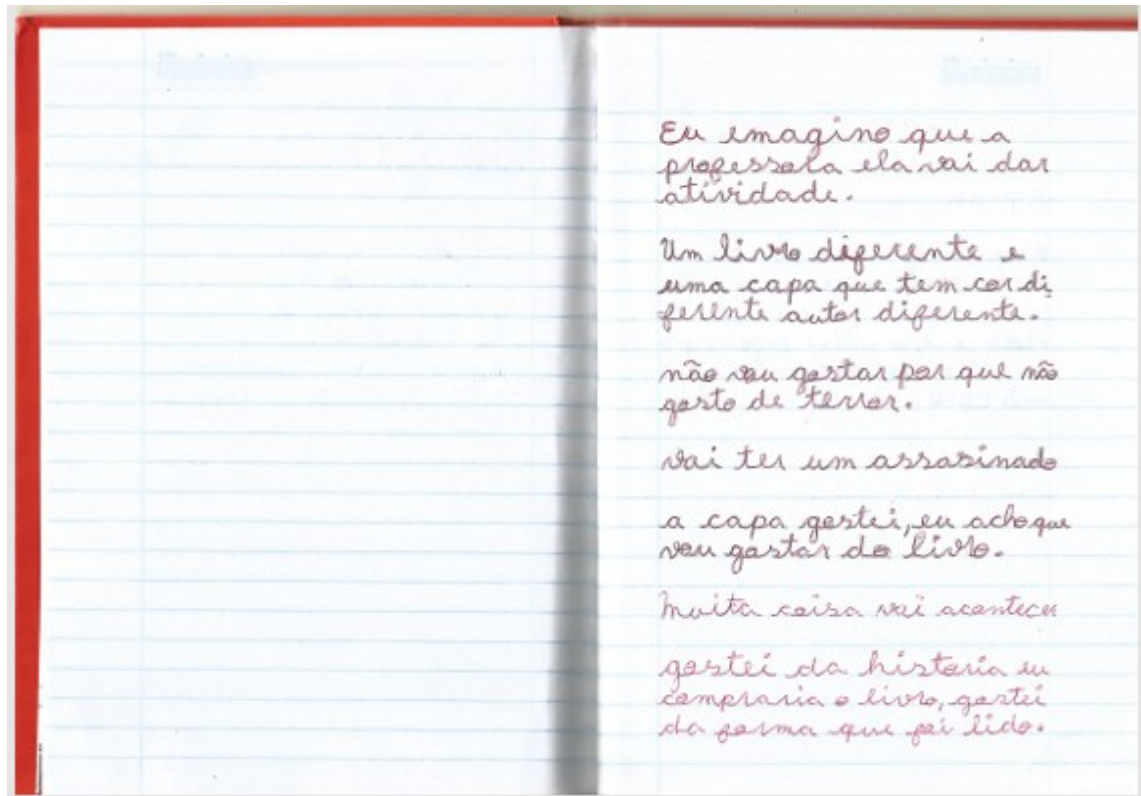 Eu emagino que a
professora ela vai dar
atividade.
Um livro diferente e
uma capa que tem cor di
ferente autor diferente.
não vou gostar por que não
gosto de terror.
vai ter um assasinado
a capa gostei, eu acho que
vou gostar do livro.
Muita coisa vai acontecer
gostei da historia eu
compraria o livro, gostei
da forma que foi lido.